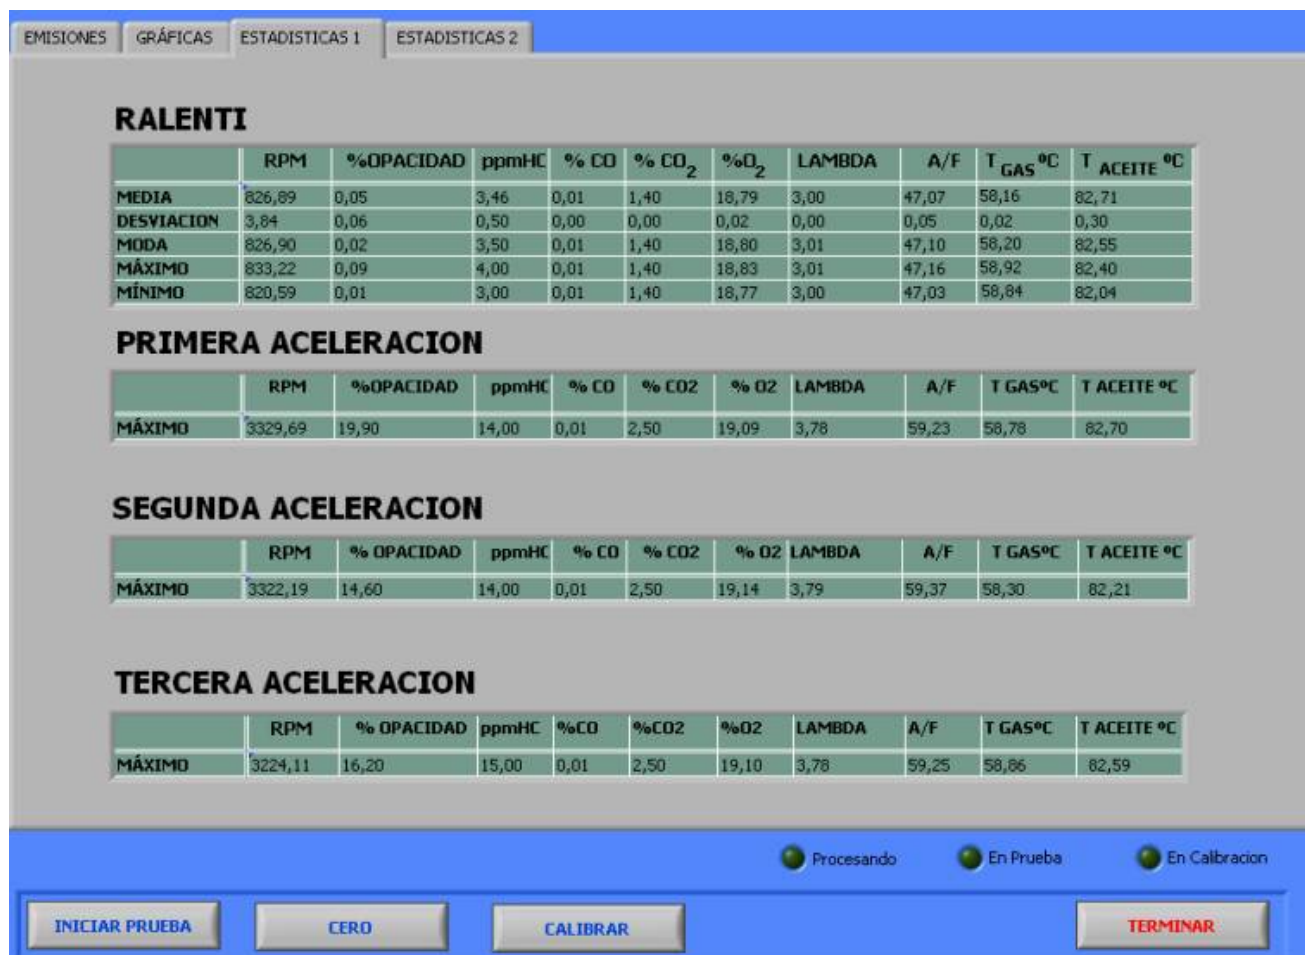 EMISIONES GRÁFICAS ESTADISTICAS 1 ESTADISTICAS 2
RALENTI
RPM %OPACIDAD ppmHC % CO % CO2 %O2 LAMBDA A/F T GAS ºC T ACEITE ºC
MEDIA 826,89 0,05 3,46 0,01 1,40 18,79 3,00 47,07 58,16 82,71
DESVIACION 3,84 0,06 0,50 0,00 0,00 0,02 0,00 0,05 0,02 0,30
MODA 826,90 0,02 3,50 0,01 1,40 18,80 3,01 47,10 58,20 82,55
MÁXIMO 833,22 0,09 4,00 0,01 1,40 18,83 3,01 47,16 58,92 82,40
MÍNIMO 820,59 0,01 3,00 0,01 1,40 18,77 3,00 47,03 58,84 82,04
PRIMERA ACELERACION
RPM %OPACIDAD ppmHC % CO % CO2 % O2 LAMBDA A/F T GASºC T ACEITE ºC
MÁXIMO 3329,69 19,90 14,00 0,01 2,50 19,09 3,78 59,23 58,78 82,70
SEGUNDA ACELERACION
RPM % OPACIDAD ppmHC % CO % CO2 % O2 LAMBDA A/F T GASºC T ACEITE ºC
MÁXIMO 3322,19 14,60 14,00 0,01 2,50 19,14 3,79 59,37 58,30 82,21
TERCERA ACELERACION
RPM % OPACIDAD ppmHC %CO %CO2 %O2 LAMBDA A/F T GASºC T ACEITE ºC
MÁXIMO 3224,11 16,20 15,00 0,01 2,50 19,10 3,78 59,25 58,86 82,59
Procesando En Prueba En Calibracion
INICIAR PRUEBA CERO CALIBRAR TERMINAR